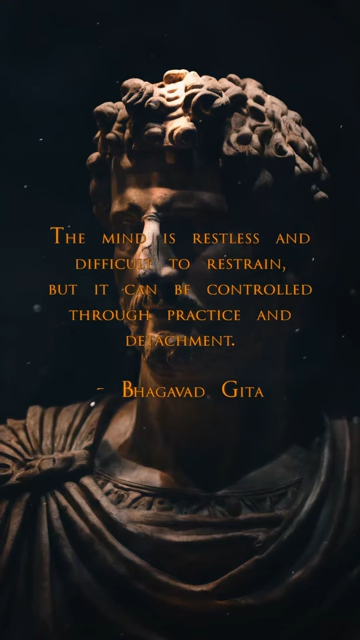 The mind is restless and
difficult to restrain,
but it can be controlled
through practice and
detachment.
- Bhagavad Gita